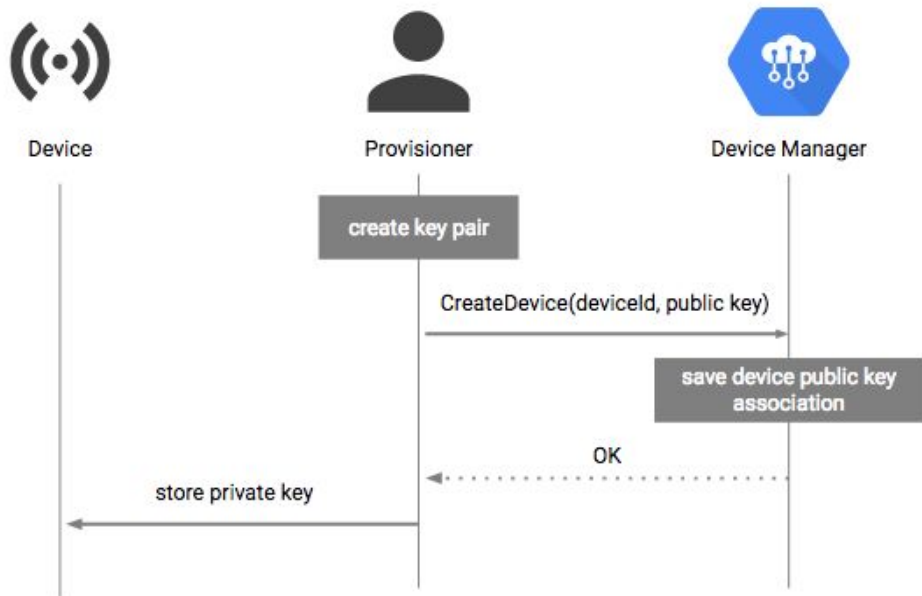 Device
Provisioner
Device Manager
create key pair
CreateDevice(deviceId, public key)
save device public key
association
OK
store private key